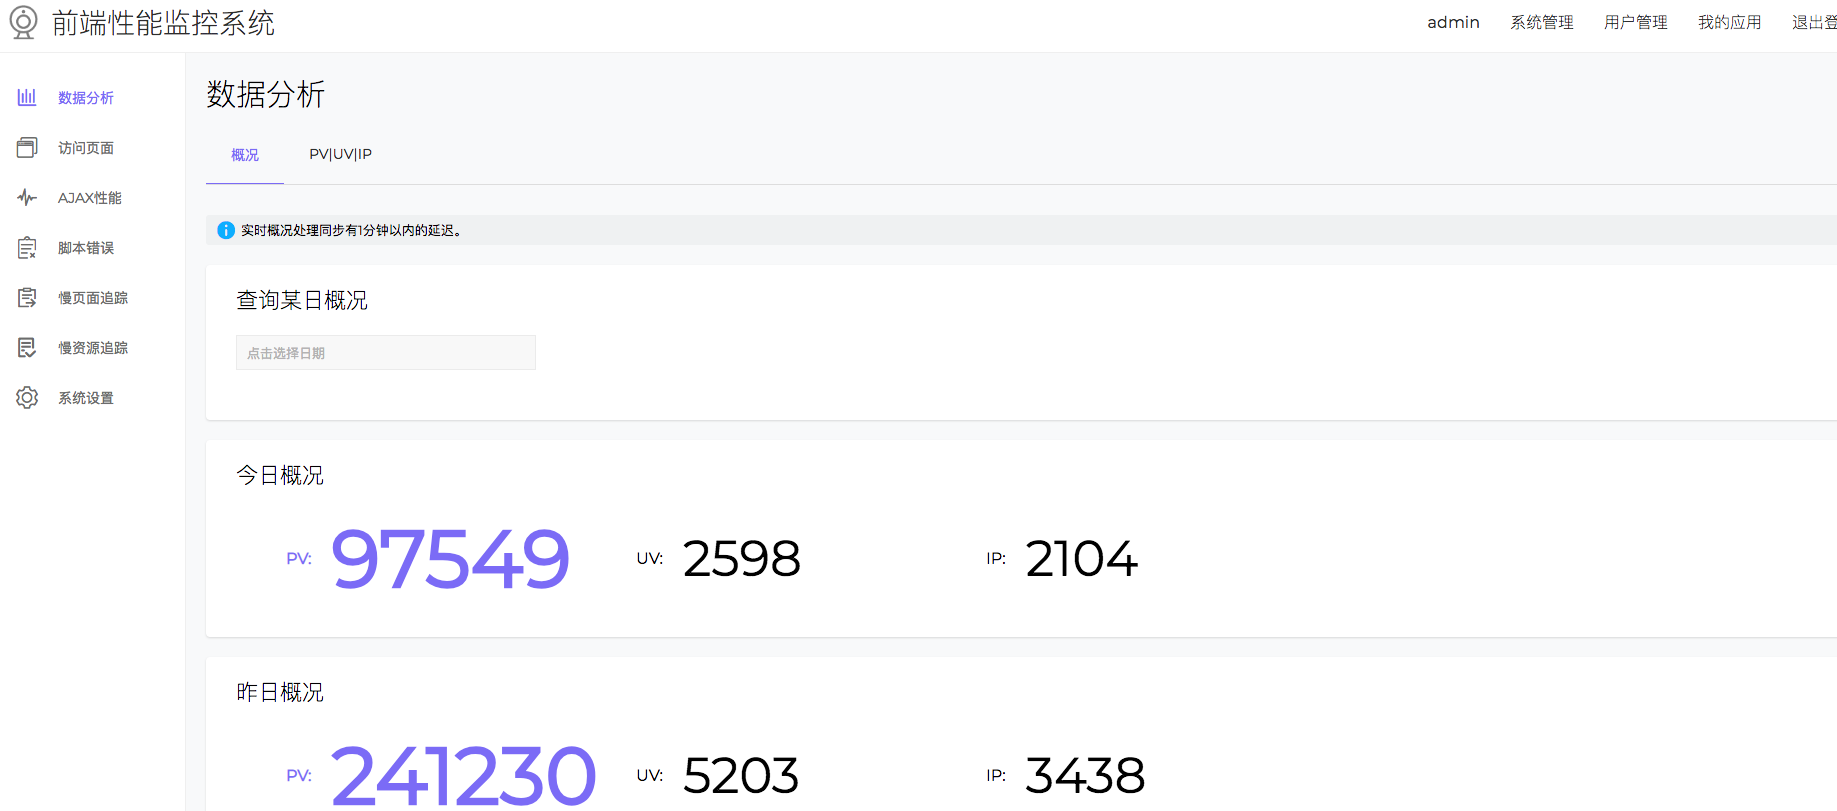 前端性能监控系统
admin 系统管理 用户管理 我的应用 退出登
数据分析
访问页面
AJAX性能
脚本错误
慢页面追踪
慢资源追踪
系统设置
数据分析
概况 PV|UV|IP
实时概况处理同步有1分钟以内的延迟。
查询某日概况
点击选择日期
今日概况
PV: 97549 UV: 2598 IP: 2104
昨日概况
PV: 241230 UV: 5203 IP: 3438